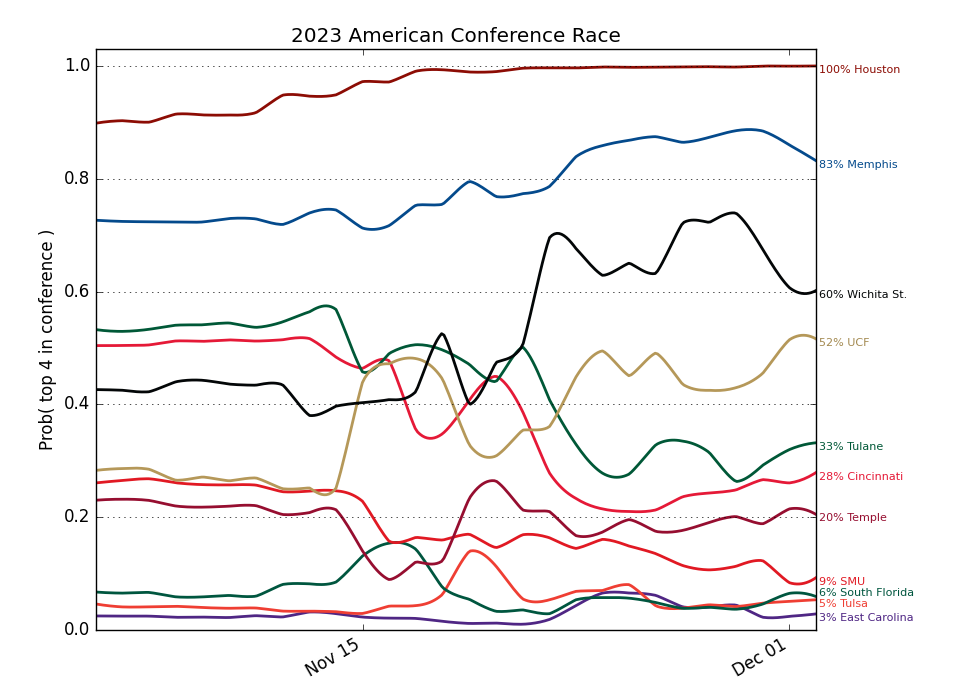 2023 American Conference Race
Prob( top 4 in conference )
1.0
0.8
0.6
0.4
0.2
0.0
Nov 15
Dec 01
100% Houston
83% Memphis
60% Wichita St.
52% UCF
33% Tulane
28% Cincinnati
20% Temple
9% SMU
6% South Florida
5% Tulsa
3% East Carolina